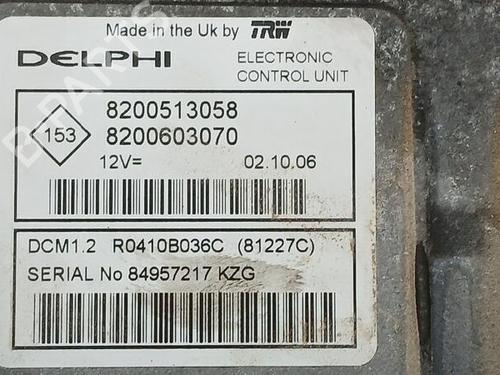 Made in the Uk by TRW
DELPHI
ELECTRONIC
CONTROL UNIT
8200513058
153
8200603070
12V= 02.10.06
DCM1.2 R0410B036C (81227C)
SERIAL No 84957217 KZG
B-PARTS